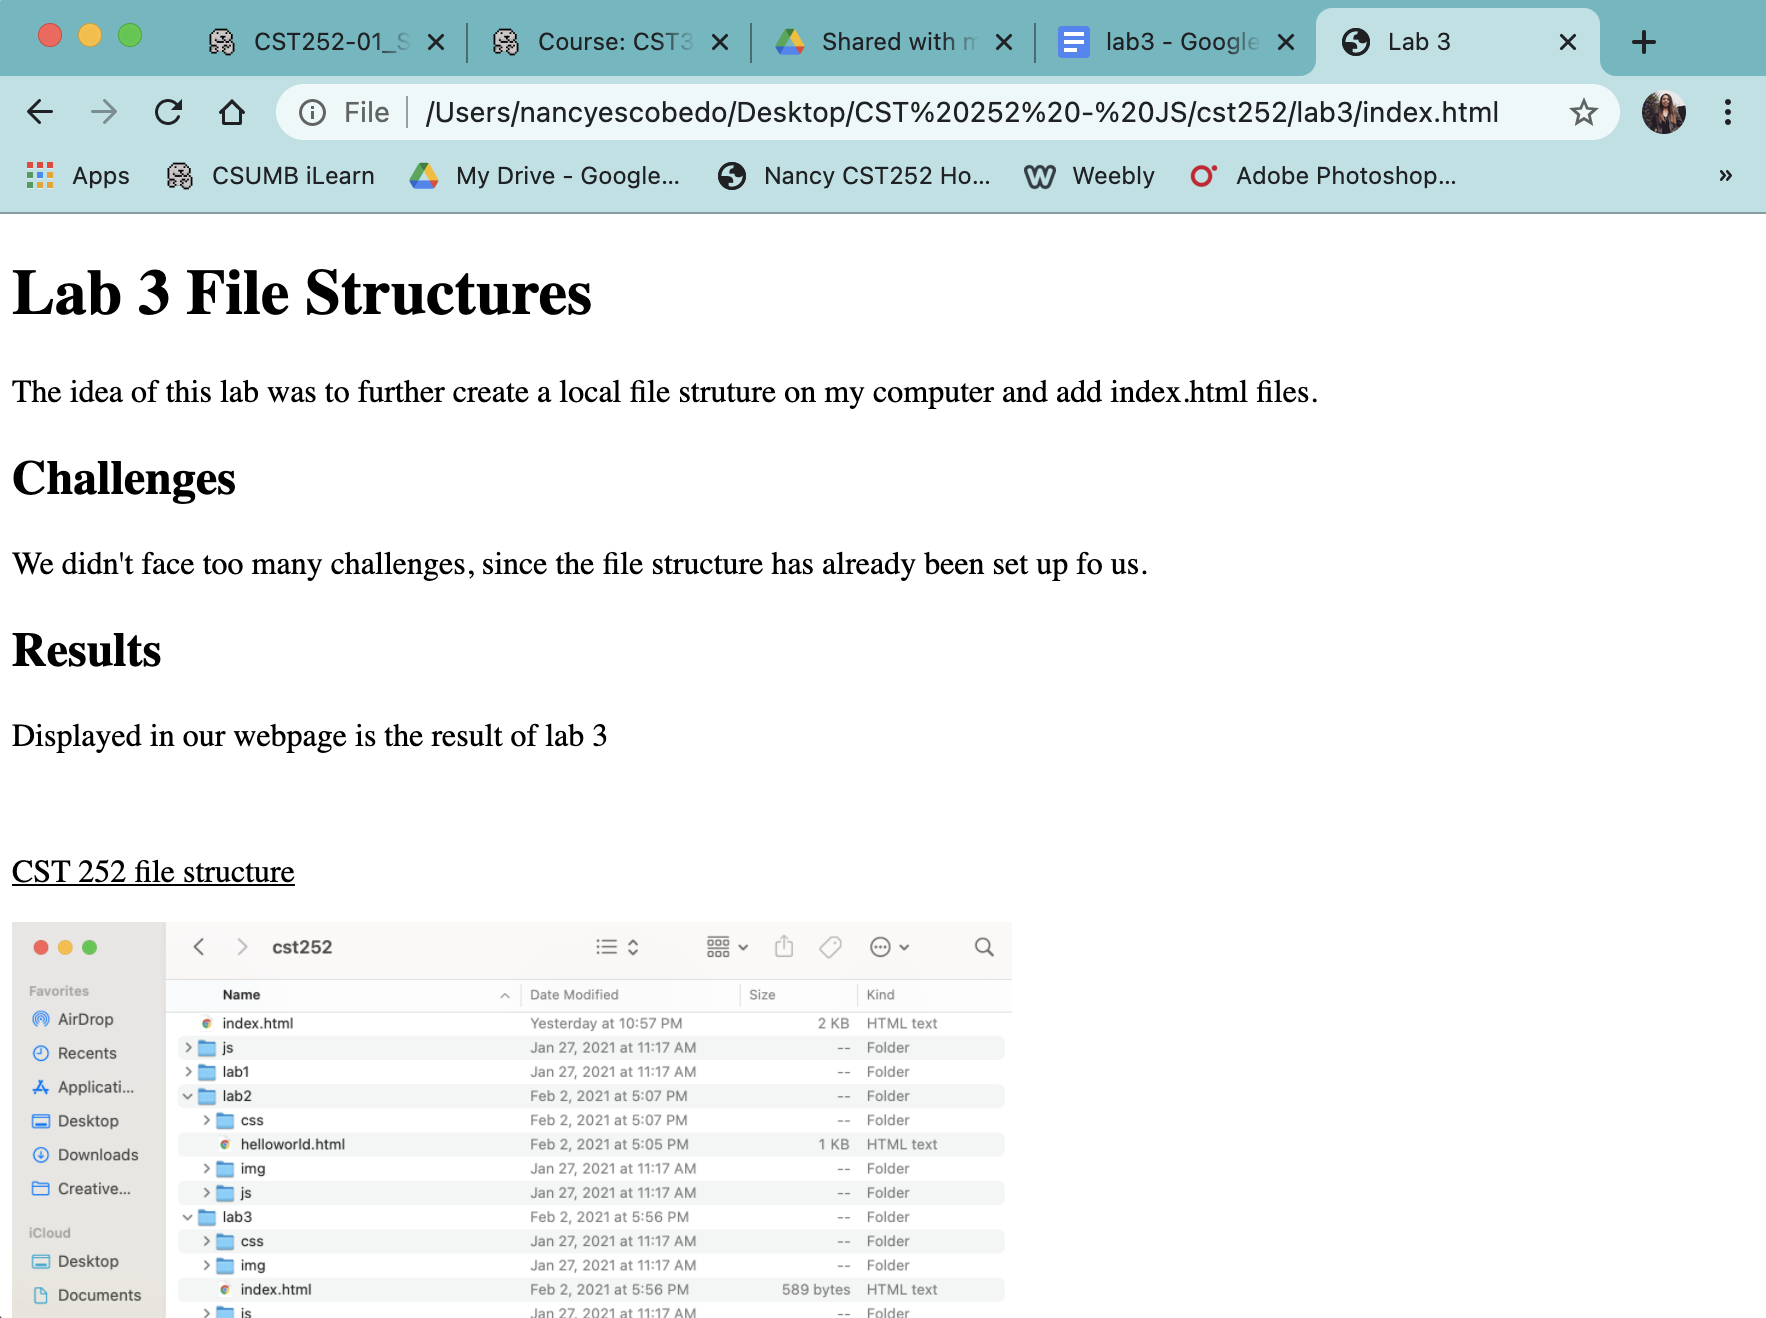 CST252-01_S
Course: CST3
Shared with m
lab3 - Google
Lab 3
File /Users/nancyescobedo/Desktop/CST%20252%20-%20JS/cst252/lab3/index.html
Apps CSUMB iLearn My Drive - Google... Nancy CST252 Ho... Weebly Adobe Photoshop... »
Lab 3 File Structures
The idea of this lab was to further create a local file struture on my computer and add index.html files.
Challenges
We didn't face too many challenges, since the file structure has already been set up fo us.
Results
Displayed in our webpage is the result of lab 3
CST 252 file structure
cst252
Favorites
AirDrop
Recents
Applicati...
Desktop
Downloads
Creative...
iCloud
Desktop
Documents
Name Date Modified Size Kind
index.html Yesterday at 10:57 PM 2 KB HTML text
js Jan 27, 2021 at 11:17 AM -- Folder
lab1 Jan 27, 2021 at 11:17 AM -- Folder
lab2 Feb 2, 2021 at 5:07 PM -- Folder
css Feb 2, 2021 at 5:07 PM -- Folder
helloworld.html Feb 2, 2021 at 5:05 PM 1 KB HTML text
img Jan 27, 2021 at 11:17 AM -- Folder
js Jan 27, 2021 at 11:17 AM -- Folder
lab3 Feb 2, 2021 at 5:56 PM -- Folder
css Jan 27, 2021 at 11:17 AM -- Folder
img Jan 27, 2021 at 11:17 AM -- Folder
index.html Feb 2, 2021 at 5:56 PM 589 bytes HTML text
js Jan 27, 2021 at 11:17 AM -- Folder